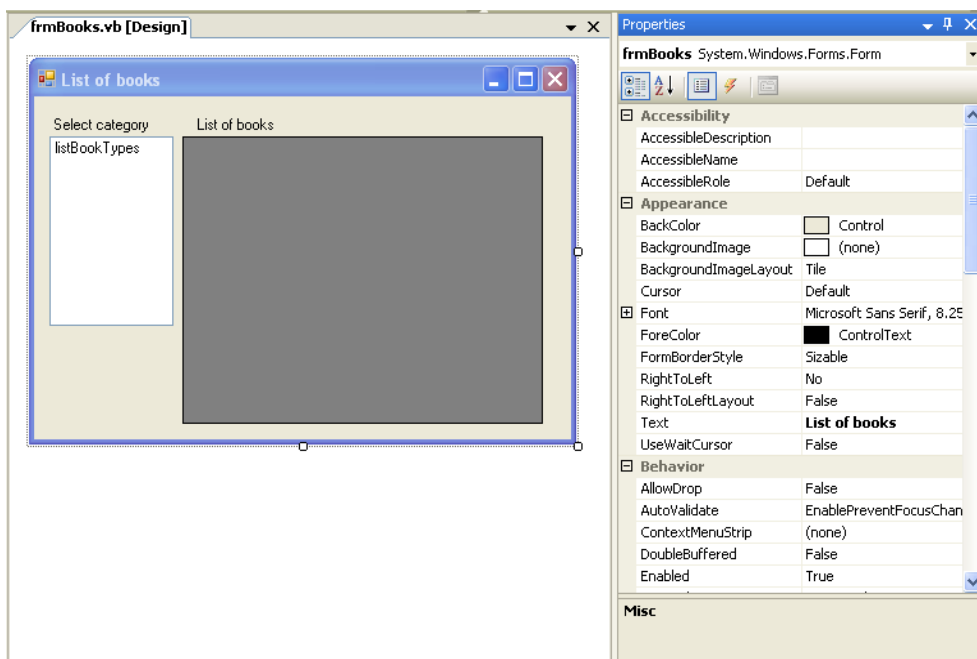 frmBooks.vb [Design]
List of books
Select category
List of books
listBookTypes
Properties
frmBooks System.Windows.Forms.Form
Accessibility
AccessibleDescription
AccessibleName
AccessibleRole Default
Appearance
BackColor Control
BackgroundImage (none)
BackgroundImageLayout Tile
Cursor Default
Font Microsoft Sans Serif, 8.25
ForeColor ControlText
FormBorderStyle Sizable
RightToLeft No
RightToLeftLayout False
Text List of books
UseWaitCursor False
Behavior
AllowDrop False
AutoValidate EnablePreventFocusChan
ContextMenuStrip (none)
DoubleBuffered False
Enabled True
Misc